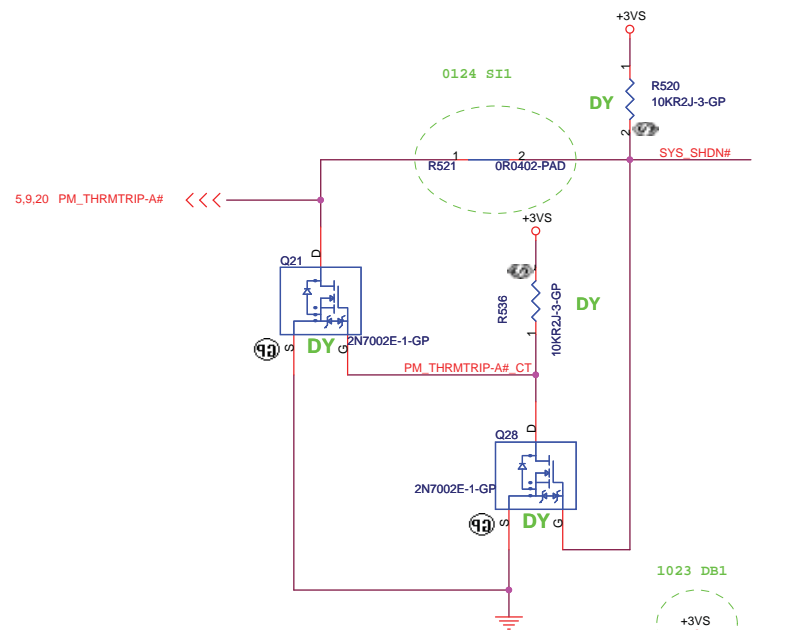 +3VS
0124 SI1
1
R520
DY
10KR2J-3-GP
2
1
2
SYS_SHDN#
R521
0R0402-PAD
5,9,20 PM_THRMTRIP-A#
+3VS
D
Q21
R536
10KR2J-3-GP
DY
1
S
DY
G
2N7002E-1-GP
GP
PM_THRMTRIP-A#_CT
D
Q28
2N7002E-1-GP
GP
S
DY
G
1023 DB1
+3VS